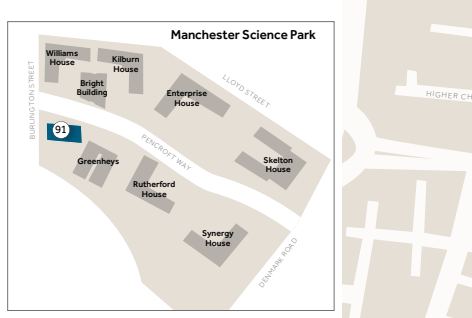 Manchester Science Park
Williams
House
Kilburn
House
Bright
Building
Enterprise
House
LLOYD STREET
BURLINGTON STREET
91
PENCROFT WAY
Greenheys
Skelton
House
Rutherford
House
Synergy
House
DENMARK ROAD
HIGHER CH